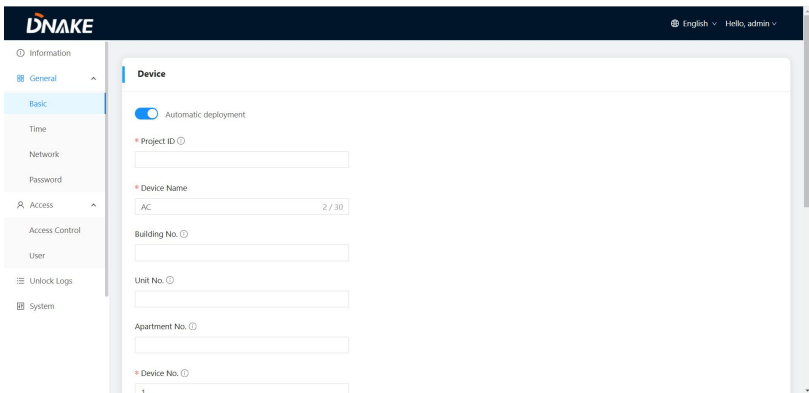 DNAKE
English
Hello, admin
Information
General
Basic
Time
Network
Password
Access
Access Control
User
Unlock Logs
System
Device
Automatic deployment
* Project ID
* Device Name
AC 2 / 30
Building No.
Unit No.
Apartment No.
* Device No.
1